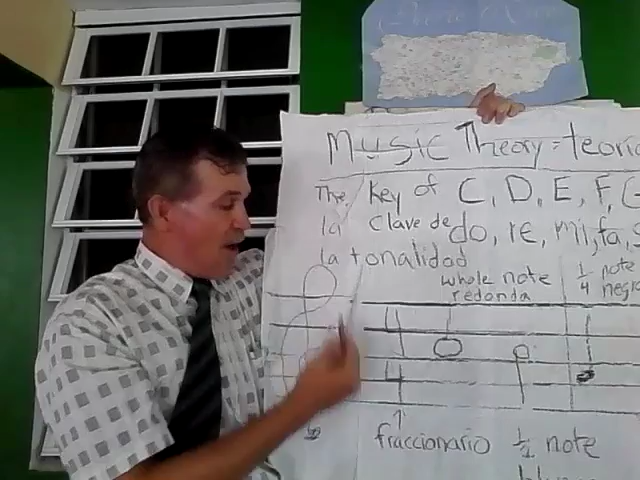 Music Theory = teoria
The Key of C, D, E, F, G
la clave de do, re, mi, fa, s
la tonalidad
whole note
redonda
1/4 note
negra
4
4
fraccionario 1/2 note